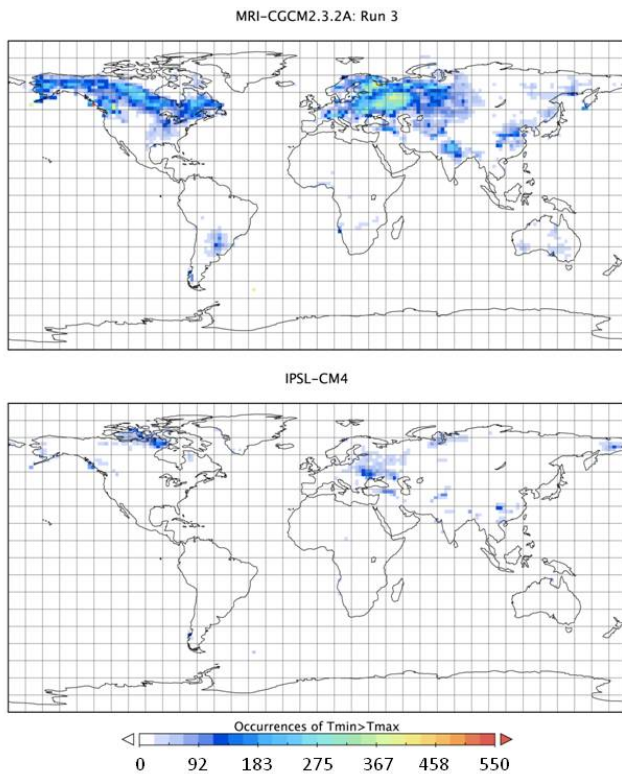 MRI-CGCM2.3.2A: Run 3
IPSL-CM4
Occurrences of Tmin>Tmax
0 92 183 275 367 458 550